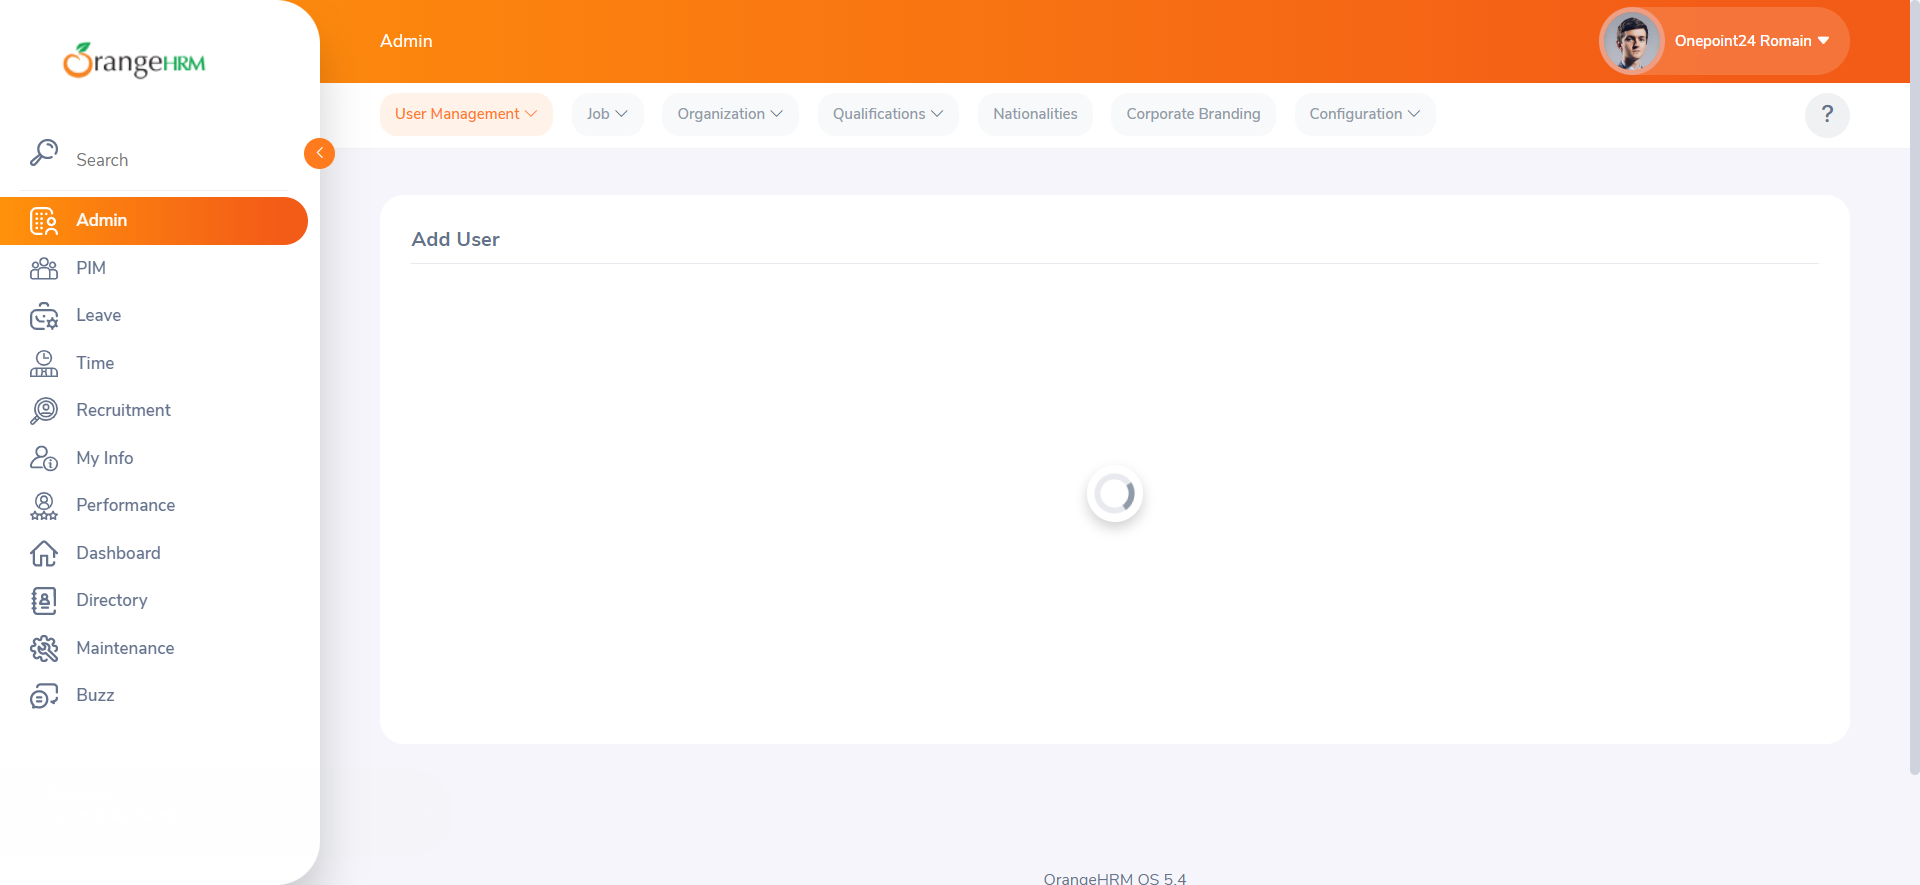 OrangeHRM
Search
Admin
PIM
Leave
Time
Recruitment
My Info
Performance
Dashboard
Directory
Maintenance
Buzz
Admin
Onepoint24 Romain
User Management
Job
Organization
Qualifications
Nationalities
Corporate Branding
Configuration
?
Add User
OrangeHRM OS 5.4